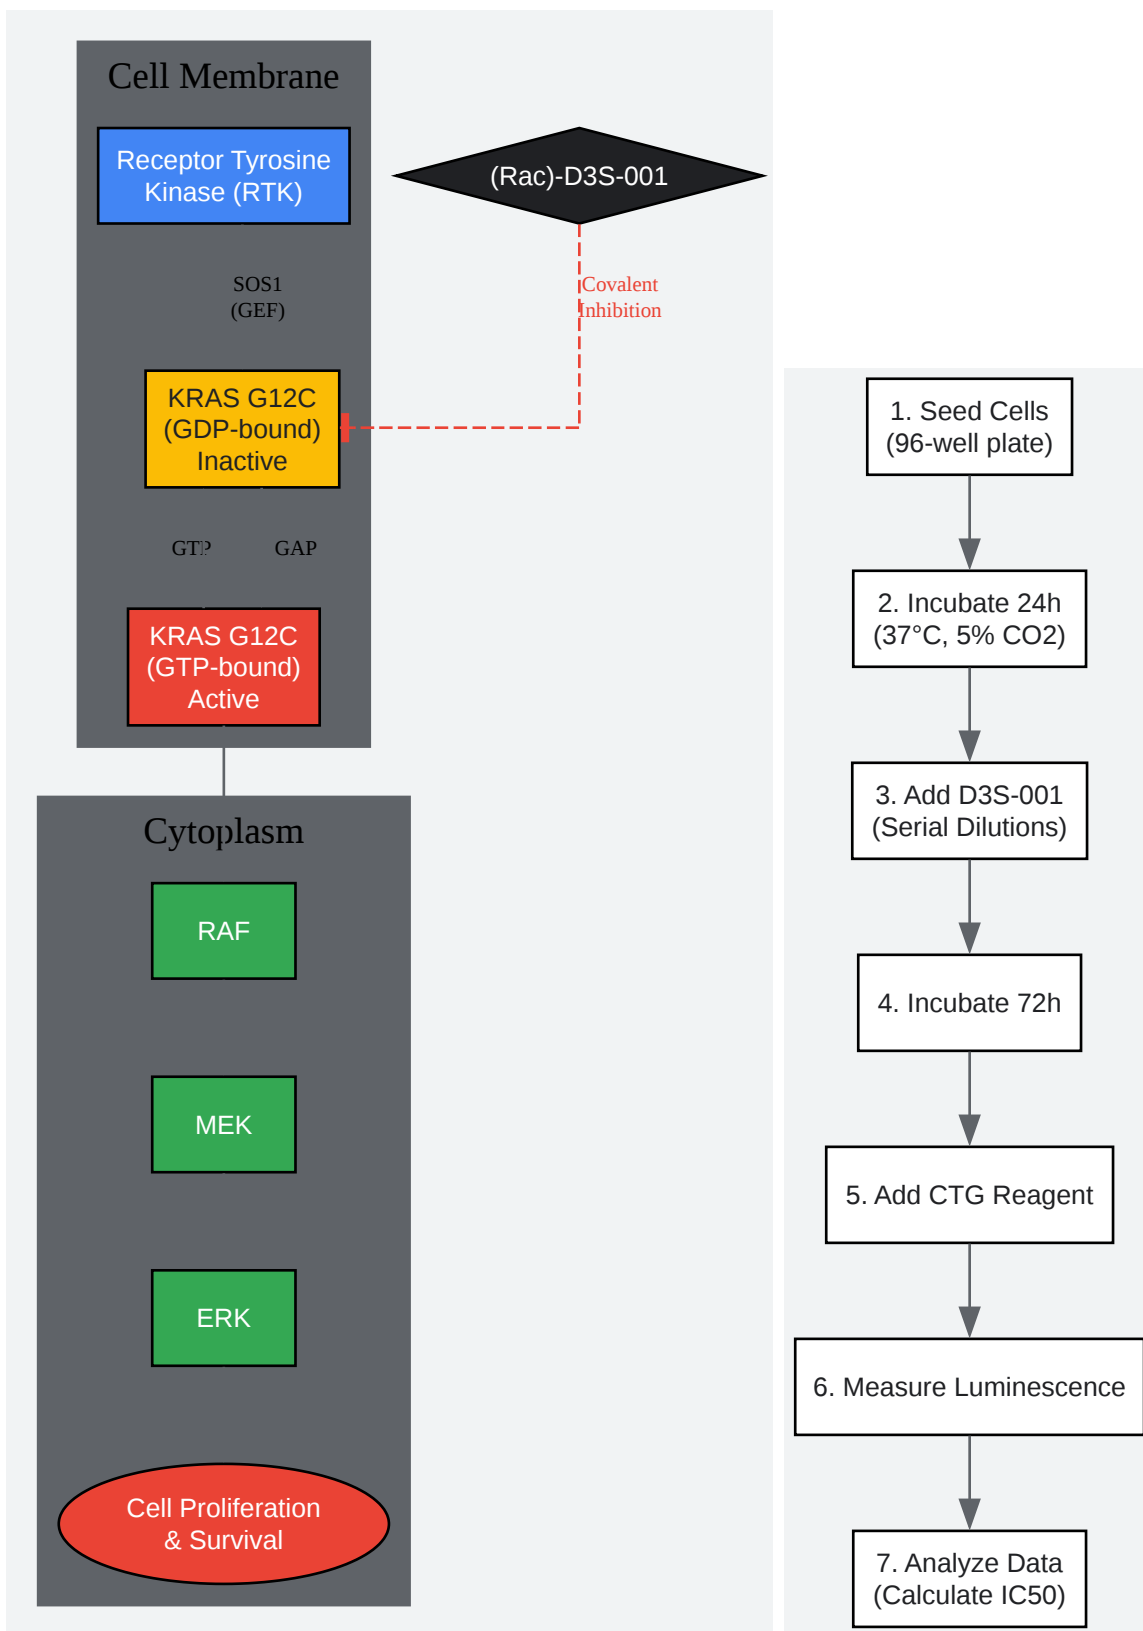 Cell Membrane
Receptor Tyrosine
Kinase (RTK)
(Rac)-D3S-001
SOS1
(GEF)
Covalent
Inhibition
KRAS G12C
(GDP-bound)
Inactive
GTP
GAP
KRAS G12C
(GTP-bound)
Active
Cytoplasm
RAF
MEK
ERK
Cell Proliferation
& Survival
1. Seed Cells
(96-well plate)
2. Incubate 24h
(37°C, 5% CO2)
3. Add D3S-001
(Serial Dilutions)
4. Incubate 72h
5. Add CTG Reagent
6. Measure Luminescence
7. Analyze Data
(Calculate IC50)